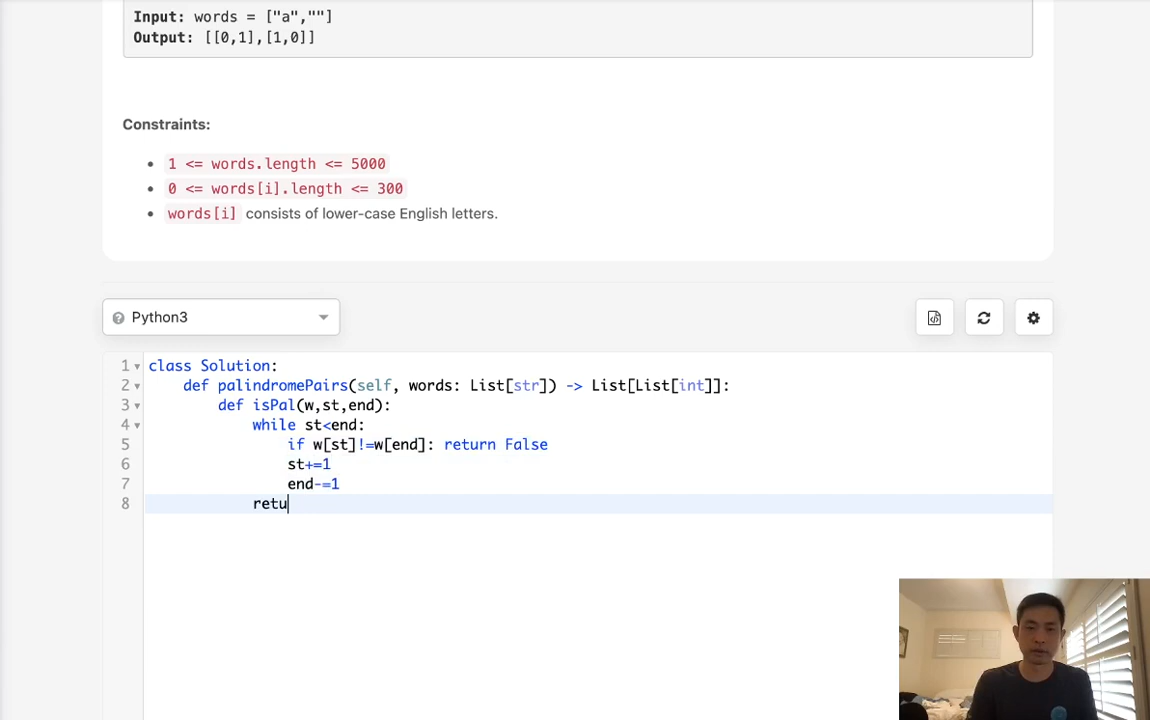 Input: words = ["a",""]
Output: [[0,1],[1,0]]
Constraints:
1 <= words.length <= 5000
0 <= words[i].length <= 300
words[i] consists of lower-case English letters.
Python3
1 class Solution:
2 def palindromePairs(self, words: List[str]) -> List[List[int]]:
3 def isPal(w,st,end):
4 while st<end:
5 if w[st]!=w[end]: return False
6 st+=1
7 end-=1
8 retu